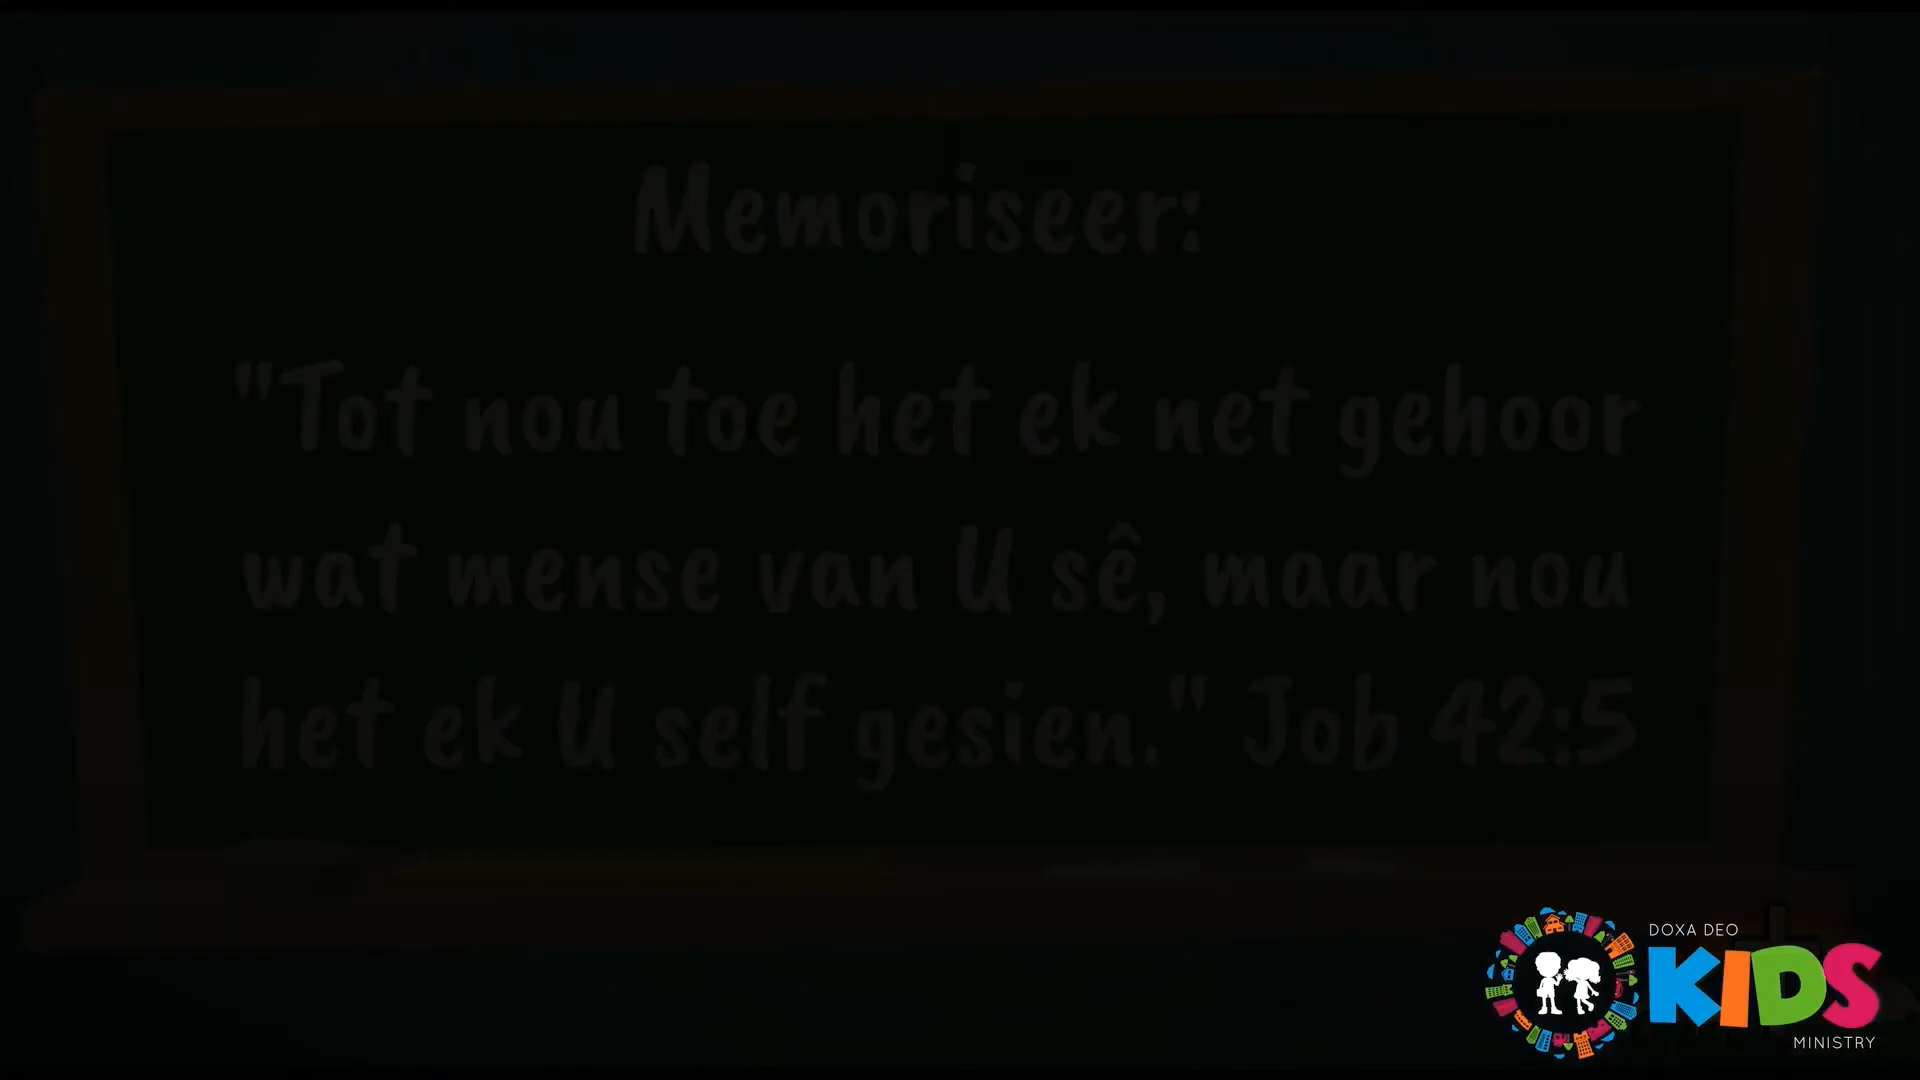 Memoriseer:
"Tot nou toe het ek net gehoor
wat mense van U sê, maar nou
het ek U self gesien." Job 42:5
DOXA DEO
KIDS
MINISTRY